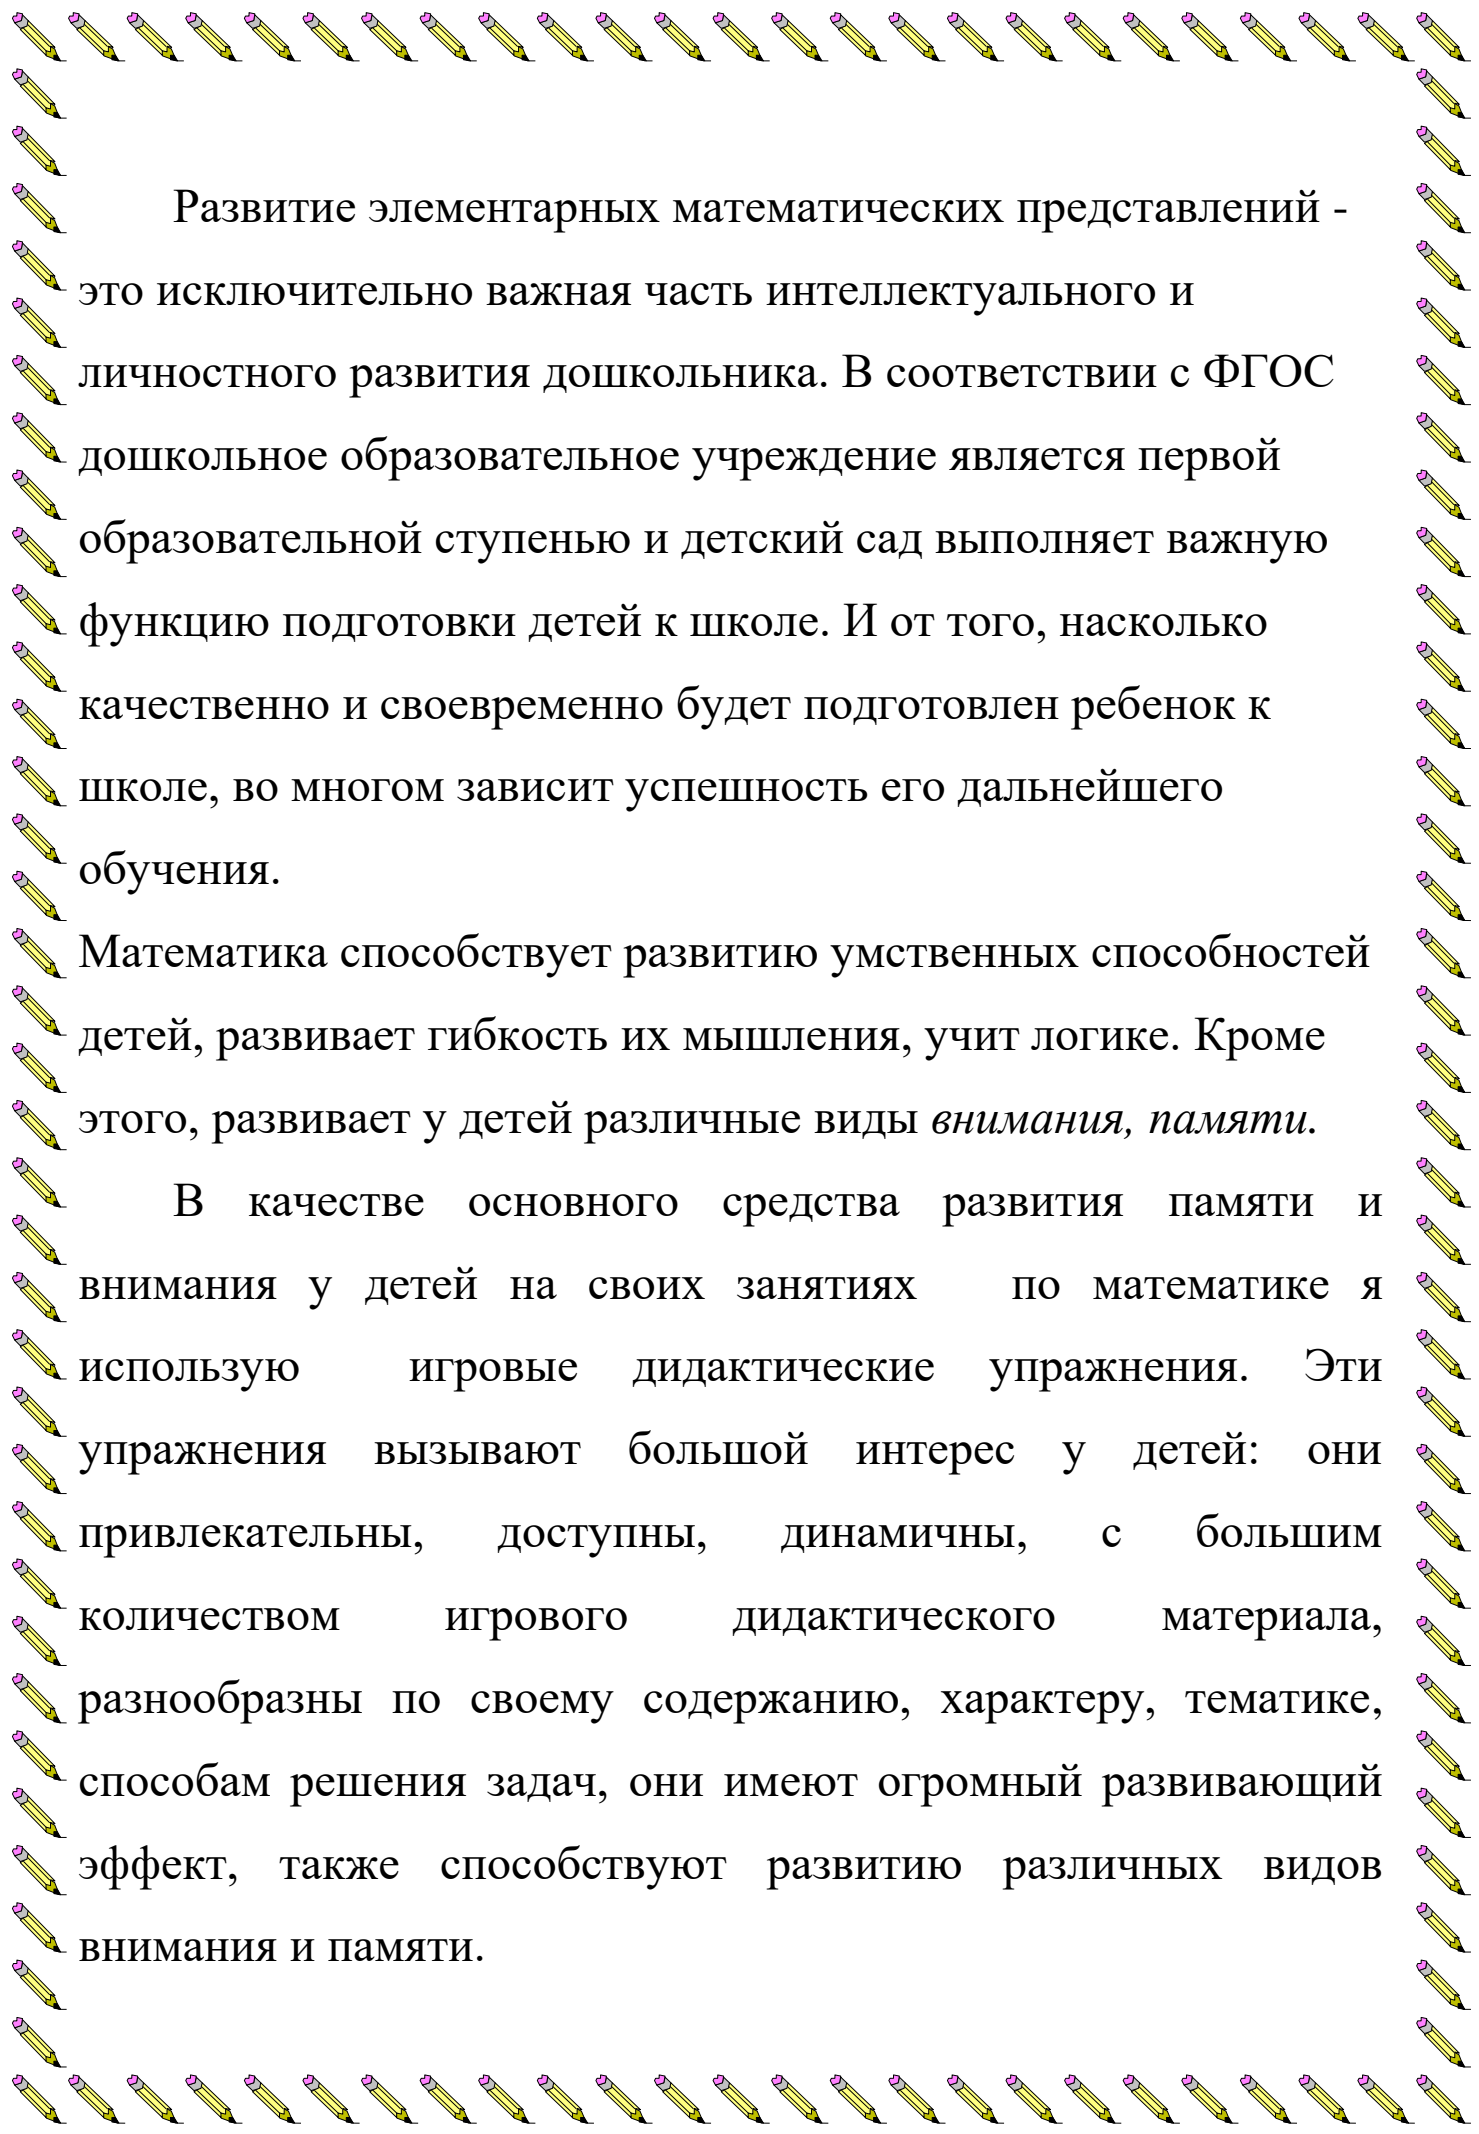 Развитие элементарных математических представлений -
это исключительно важная часть интеллектуального и
личностного развития дошкольника. В соответствии с ФГОС
дошкольное образовательное учреждение является первой
образовательной ступенью и детский сад выполняет важную
функцию подготовки детей к школе. И от того, насколько
качественно и своевременно будет подготовлен ребенок к
школе, во многом зависит успешность его дальнейшего
обучения.
Математика способствует развитию умственных способностей
детей, развивает гибкость их мышления, учит логике. Кроме
этого, развивает у детей различные виды внимания, памяти.
В качестве основного средства развития памяти и
внимания у детей на своих занятиях по математике я
использую игровые дидактические упражнения. Эти
упражнения вызывают большой интерес у детей: они
привлекательны, доступны, динамичны, с большим
количеством игрового дидактического материала,
разнообразны по своему содержанию, характеру, тематике,
способам решения задач, они имеют огромный развивающий
эффект, также способствуют развитию различных видов
внимания и памяти.